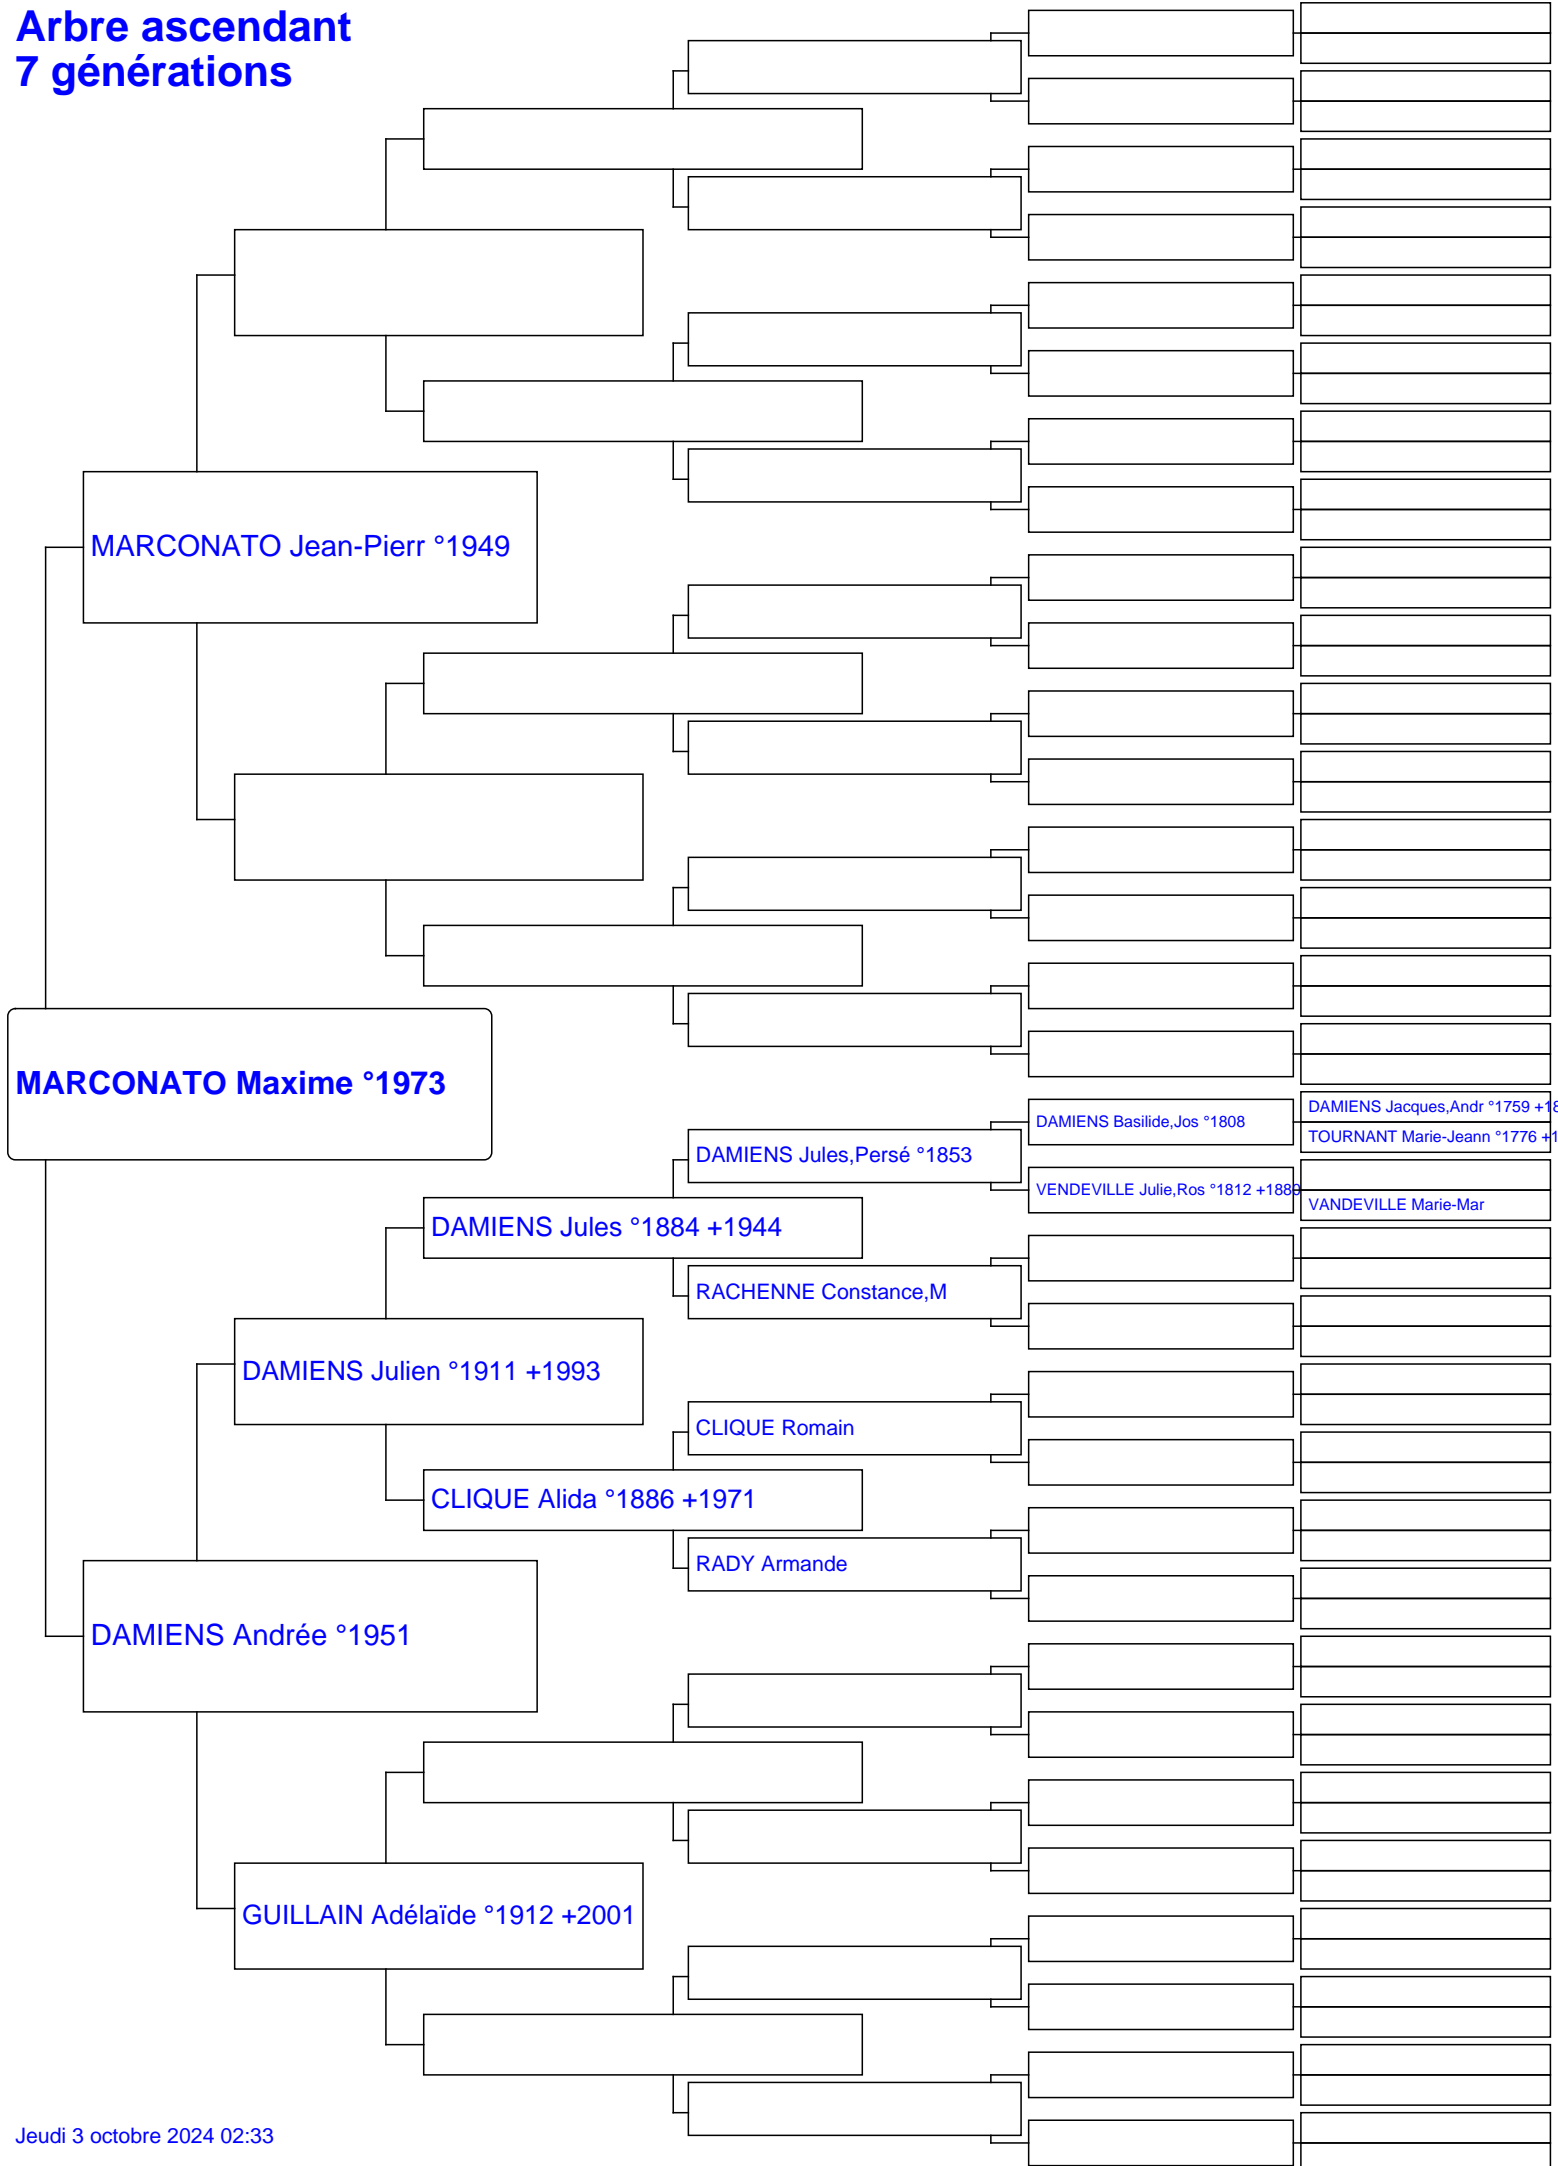 Arbre ascendant
7 générations
MARCONATO Jean-Pierr °1949
MARCONATO Maxime °1973
DAMIENS Basilide,Jos °1808
DAMIENS Jacques,Andr °1759 +18
TOURNANT Marie-Jeann °1776 +1
DAMIENS Jules,Persé °1853
VENDEVILLE Julie,Ros °1812 +1880
VANDEVILLE Marie-Mar
DAMIENS Jules °1884 +1944
RACHENNE Constance,M
DAMIENS Julien °1911 +1993
CLIQUE Romain
CLIQUE Alida °1886 +1971
RADY Armande
DAMIENS Andrée °1951
GUILLAIN Adélaïde °1912 +2001
Jeudi 3 octobre 2024 02:33